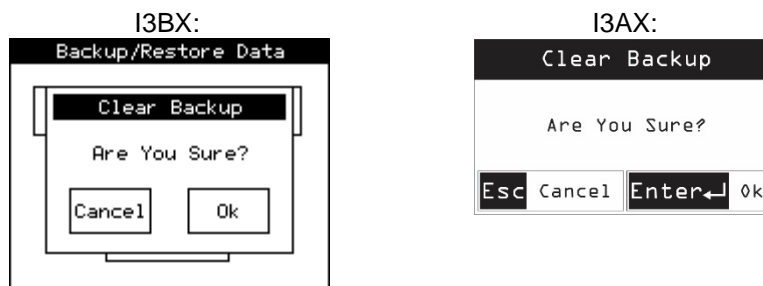 I3BX:
Backup/Restore Data
Clear Backup
Are You Sure?
Cancel Ok
I3AX:
Clear Backup
Are You Sure?
Esc Cancel Enter↵ Ok